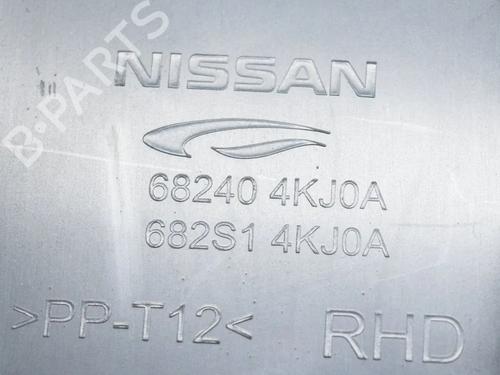 NISSAN
68240 4KJ0A
682S1 4KJ0A
>PP-T12< RHD
B-PARTS